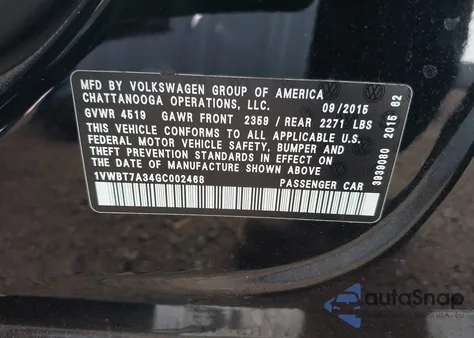 MFD BY VOLKSWAGEN GROUP OF AMERICA
CHATTANOOGA OPERATIONS, LLC. 09/2015
GVWR 4519 GAWR FRONT 2359 / REAR 2271 LBS
THIS VEHICLE CONFORMS TO ALL APPLICABLE
FEDERAL MOTOR VEHICLE SAFETY, BUMPER AND
THEFT PREVENTION STANDARDS IN EFFECT ON
THE DATE OF MANUFACTURE SHOWN ABOVE.
1VWBT7A34GC002468 PASSENGER CAR
3939080 2016 62
autoSnap